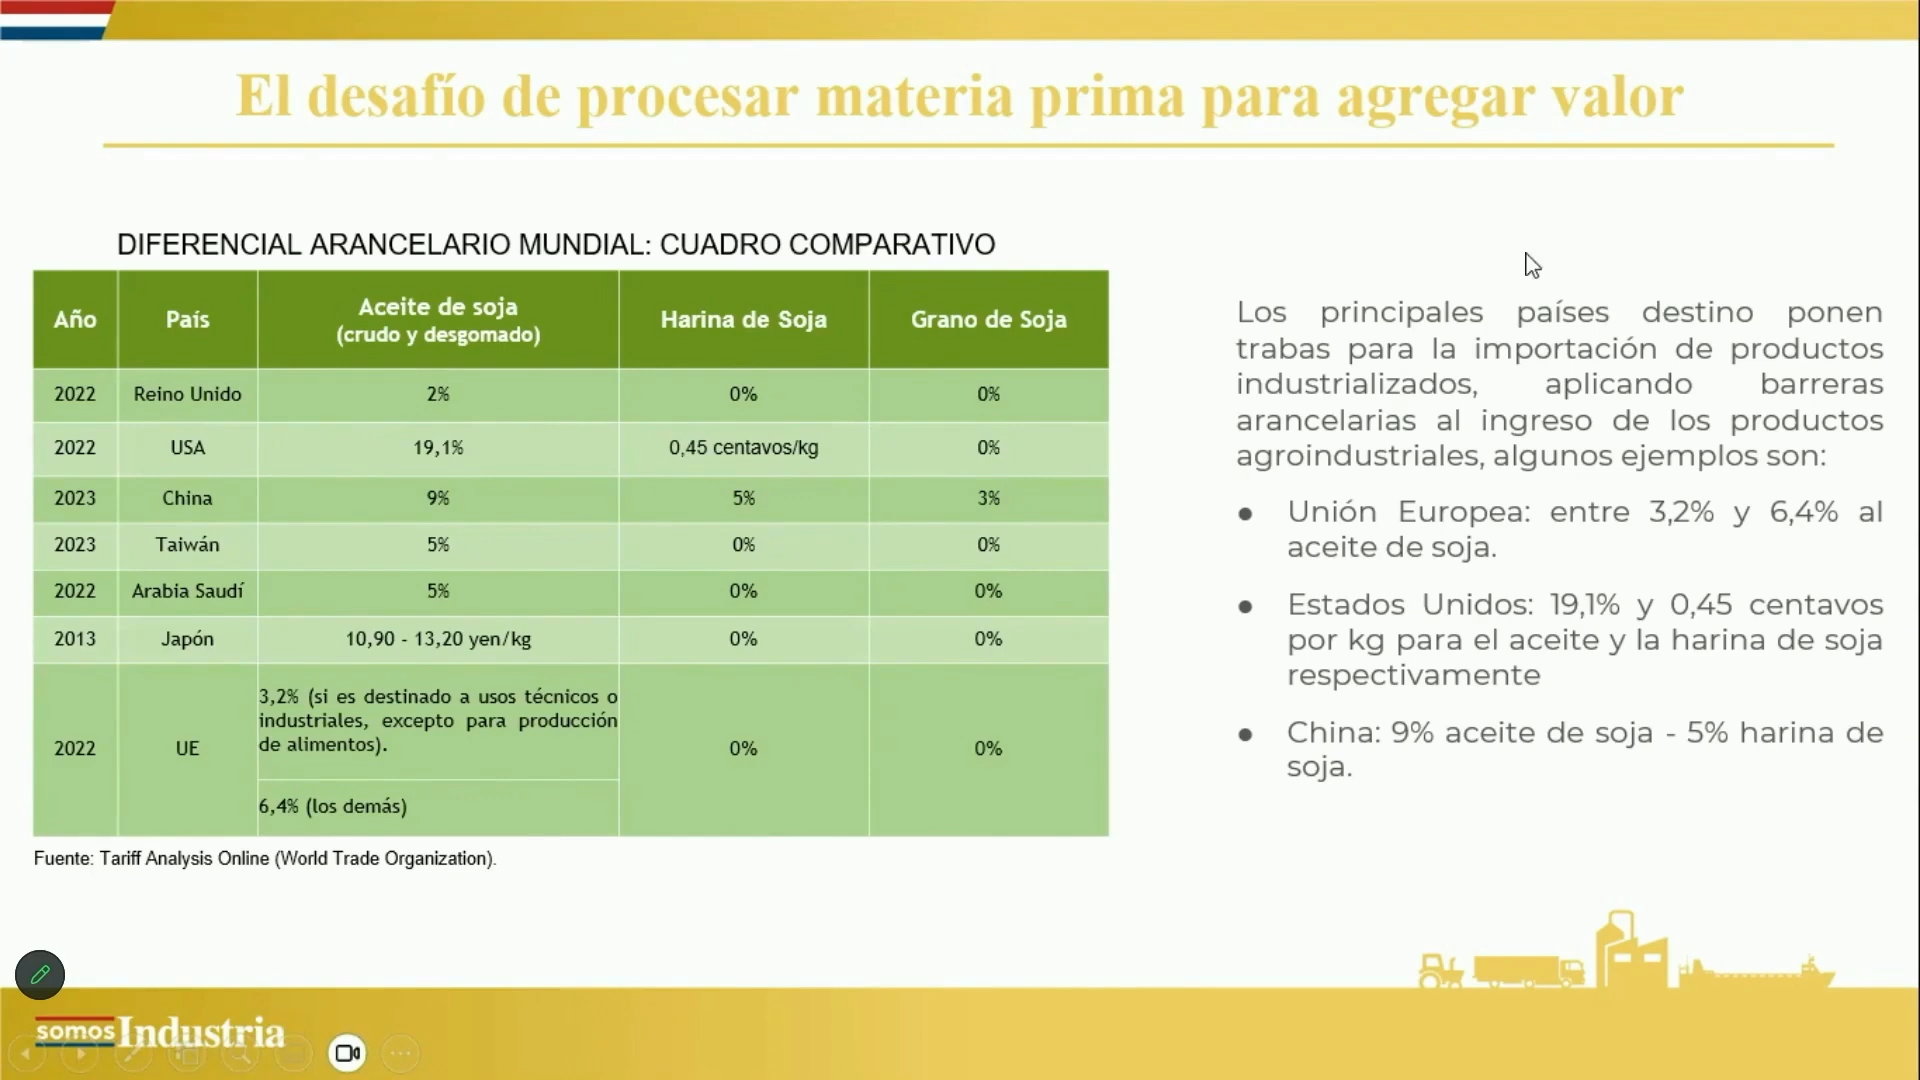 El desafío de procesar materia prima para agregar valor
DIFERENCIAL ARANCELARIO MUNDIAL: CUADRO COMPARATIVO
Año País Aceite de soja (crudo y desgomado) Harina de Soja Grano de Soja
2022 Reino Unido 2% 0% 0%
2022 USA 19,1% 0,45 centavos/kg 0%
2023 China 9% 5% 3%
2023 Taiwán 5% 0% 0%
2022 Arabia Saudí 5% 0% 0%
2013 Japón 10,90 - 13,20 yen/kg 0% 0%
2022 UE
3,2% (si es destinado a usos técnicos o
industriales, excepto para producción
de alimentos).
6,4% (los demás)
0% 0%
Fuente: Tariff Analysis Online (World Trade Organization).
Los principales países destino ponen
trabas para la importación de productos
industrializados, aplicando barreras
arancelarias al ingreso de los productos
agroindustriales, algunos ejemplos son:
● Unión Europea: entre 3,2% y 6,4% al
aceite de soja.
● Estados Unidos: 19,1% y 0,45 centavos
por kg para el aceite y la harina de soja
respectivamente
● China: 9% aceite de soja - 5% harina de
soja.
somos Industria